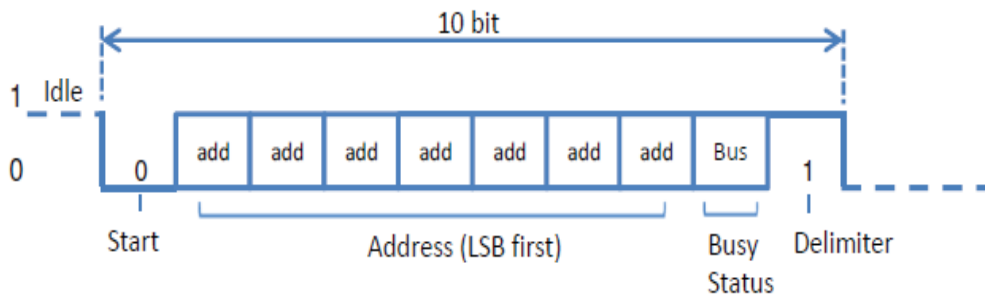 10 bit
1 Idle
add add add add add add add Bus
0 0 1
Start Address (LSB first) Busy Status Delimiter